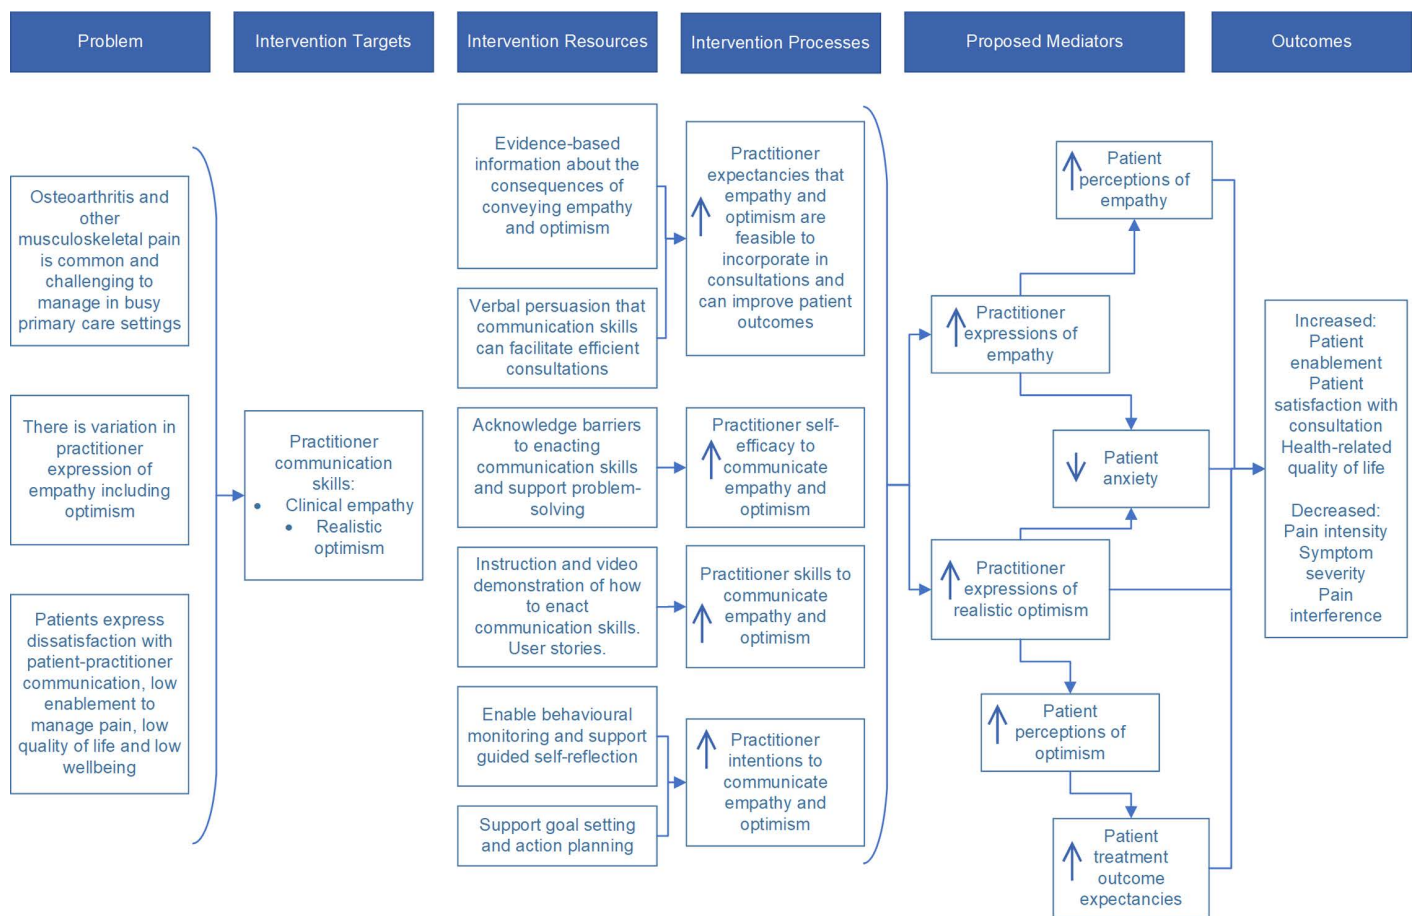 Problem
Intervention Targets
Intervention Resources
Intervention Processes
Proposed Mediators
Outcomes
Osteoarthritis and
other
musculoskeletal pain
is common and
challenging to
manage in busy
primary care settings
There is variation in
practitioner
expression of
empathy including
optimism
Patients express
dissatisfaction with
patient-practitioner
communication, low
enablement to
manage pain, low
quality of life and low
wellbeing
Practitioner
communication
skills:
• Clinical empathy
• Realistic
optimism
Evidence-based
information about the
consequences of
conveying empathy
and optimism
Verbal persuasion that
communication skills
can facilitate efficient
consultations
Acknowledge barriers
to enacting
communication skills
and support problem-
solving
Instruction and video
demonstration of how
to enact
communication skills.
User stories.
Enable behavioural
monitoring and support
guided self-reflection
Support goal setting
and action planning
Practitioner
expectancies that
empathy and
optimism are
feasible to
incorporate in
consultations and
can improve patient
outcomes
Practitioner self-
efficacy to
communicate
empathy and
optimism
Practitioner skills to
communicate
empathy and
optimism
Practitioner
intentions to
communicate
empathy and
optimism
Patient
perceptions of
empathy
Practitioner
expressions of
empathy
Patient
anxiety
Practitioner
expressions of
realistic optimism
Patient
perceptions of
optimism
Patient
treatment
outcome
expectancies
Increased:
Patient
enablement
Patient
satisfaction with
consultation
Health-related
quality of life
Decreased:
Pain intensity
Symptom
severity
Pain
interference